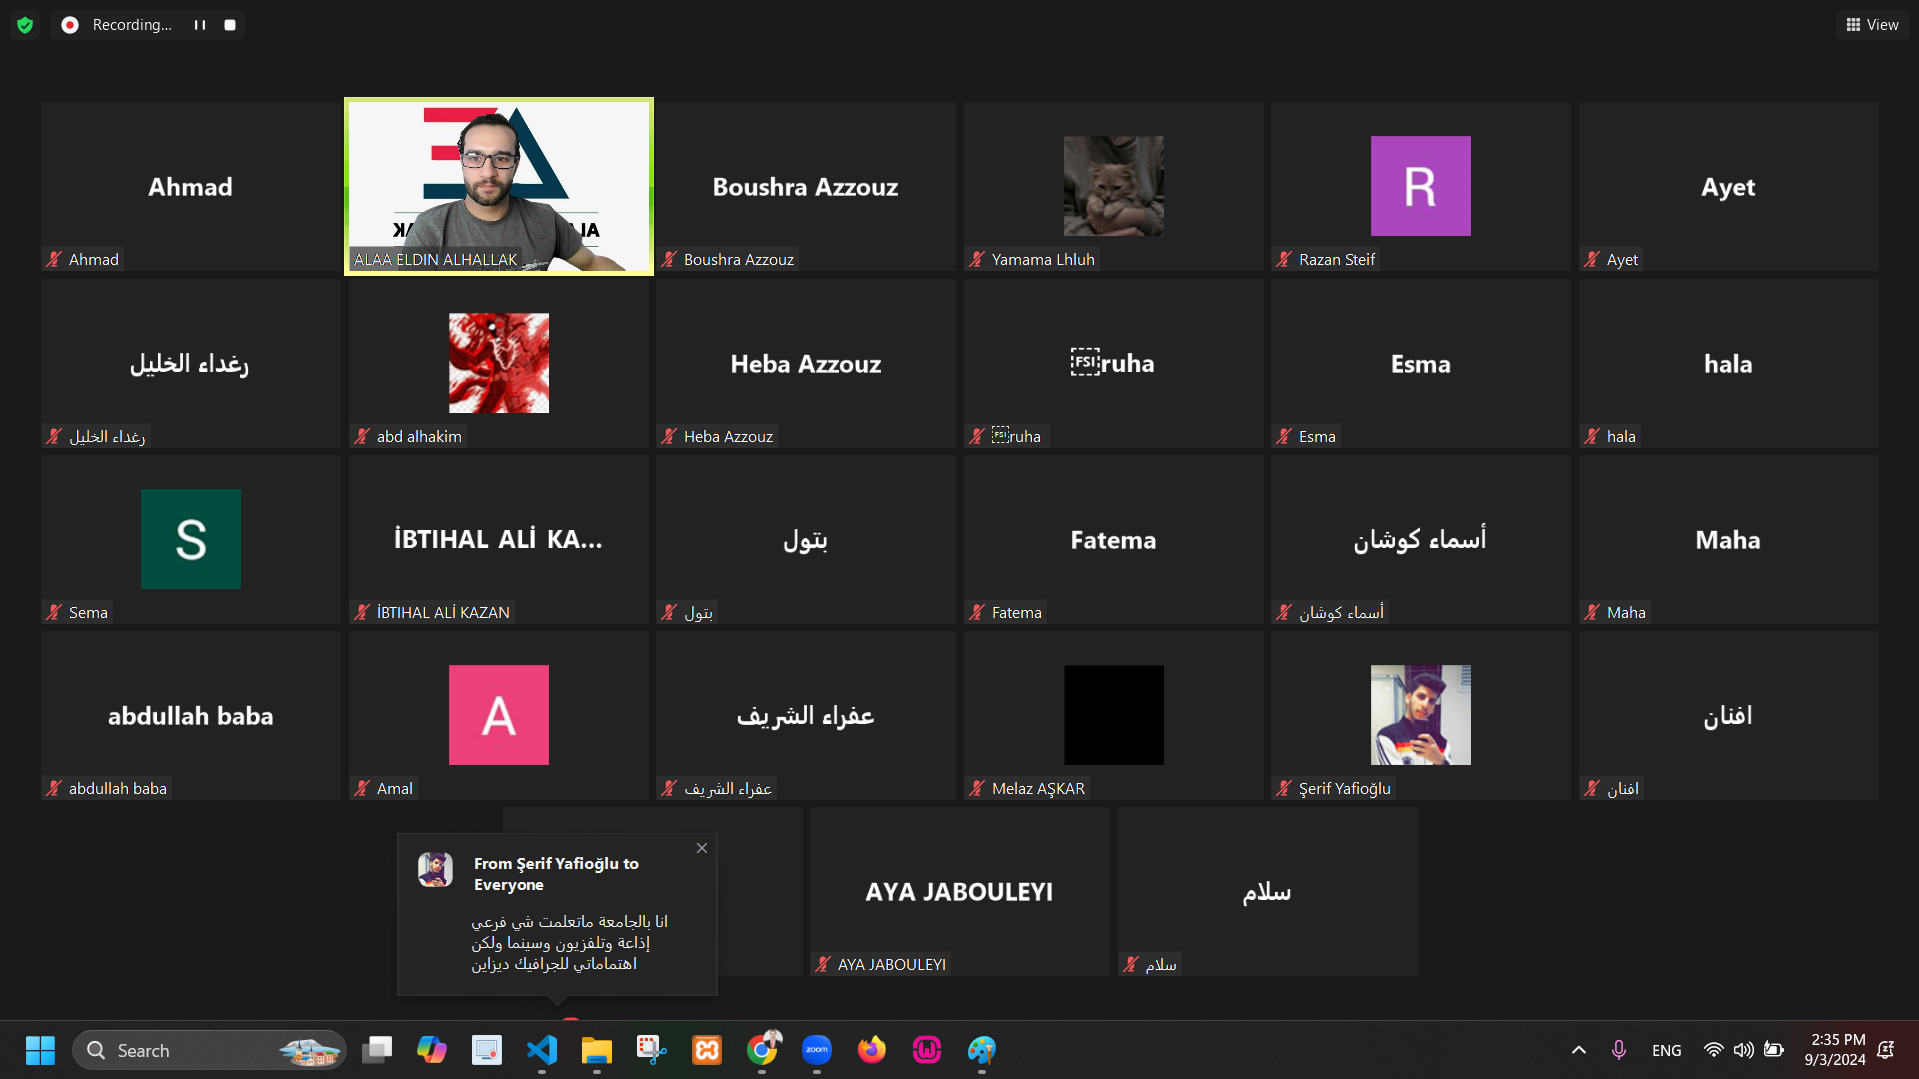 Recording...
View
Ahmad
Ahmad
ALAA ELDIN ALHALLAK
Boushra Azzouz
Boushra Azzouz
Yamama Lhluh
R
Razan Steif
Ayet
Ayet
رغداء الخليل
رغداء الخليل
abd alhakim
Heba Azzouz
Heba Azzouz
FSI ruha
FSI ruha
Esma
Esma
hala
hala
S
Sema
İBTIHAL ALİ KA...
İBTIHAL ALİ KAZAN
بتول
بتول
Fatema
Fatema
أسماء كوشان
أسماء كوشان
Maha
Maha
abdullah baba
abdullah baba
A
Amal
عفراء الشريف
عفراء الشريف
Melaz AŞKAR
Şerif Yafioğlu
افنان
افنان
From Şerif Yafioğlu to
Everyone
انا بالجامعة ماتعلمت شي فرعي
إذاعة وتلفزيون وسينما ولكن
اهتماماتي للجرافيك ديزاين
AYA JABOULEYI
AYA JABOULEYI
سلام
سلام
Search
zoom
ENG
2:35 PM
9/3/2024